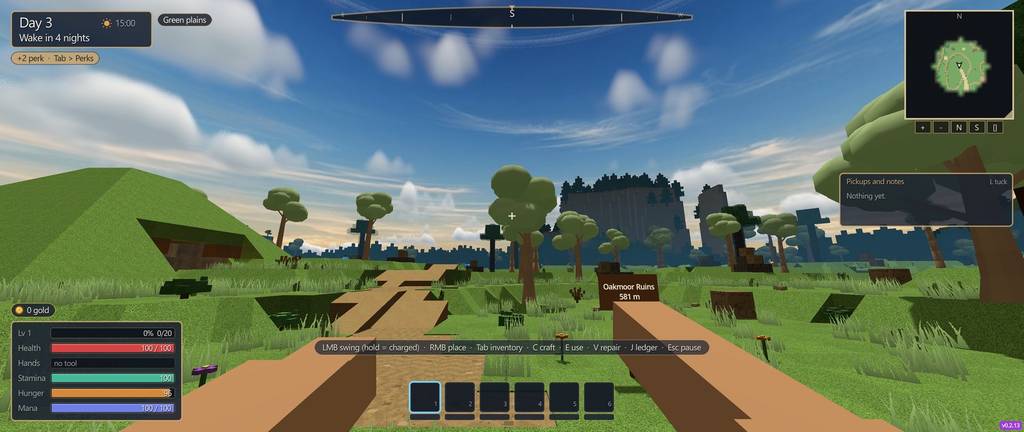 Day 3
15:00
Wake in 4 nights
Green plains
+2 perk · Tab > Perks
S
N
+ - N S []
Pickups and notes
L tuck
Nothing yet.
Oakmoor Ruins
581 m
0 gold
Lv 1 0% 0/20
Health 100 / 100
Hands no tool
Stamina 100
Hunger
Mana 100 / 100
LMB swing (hold = charged) · RMB place · Tab inventory · C craft · E use · V repair · J ledger · Esc pause
1 2 3 4 5 6
v0.2.13